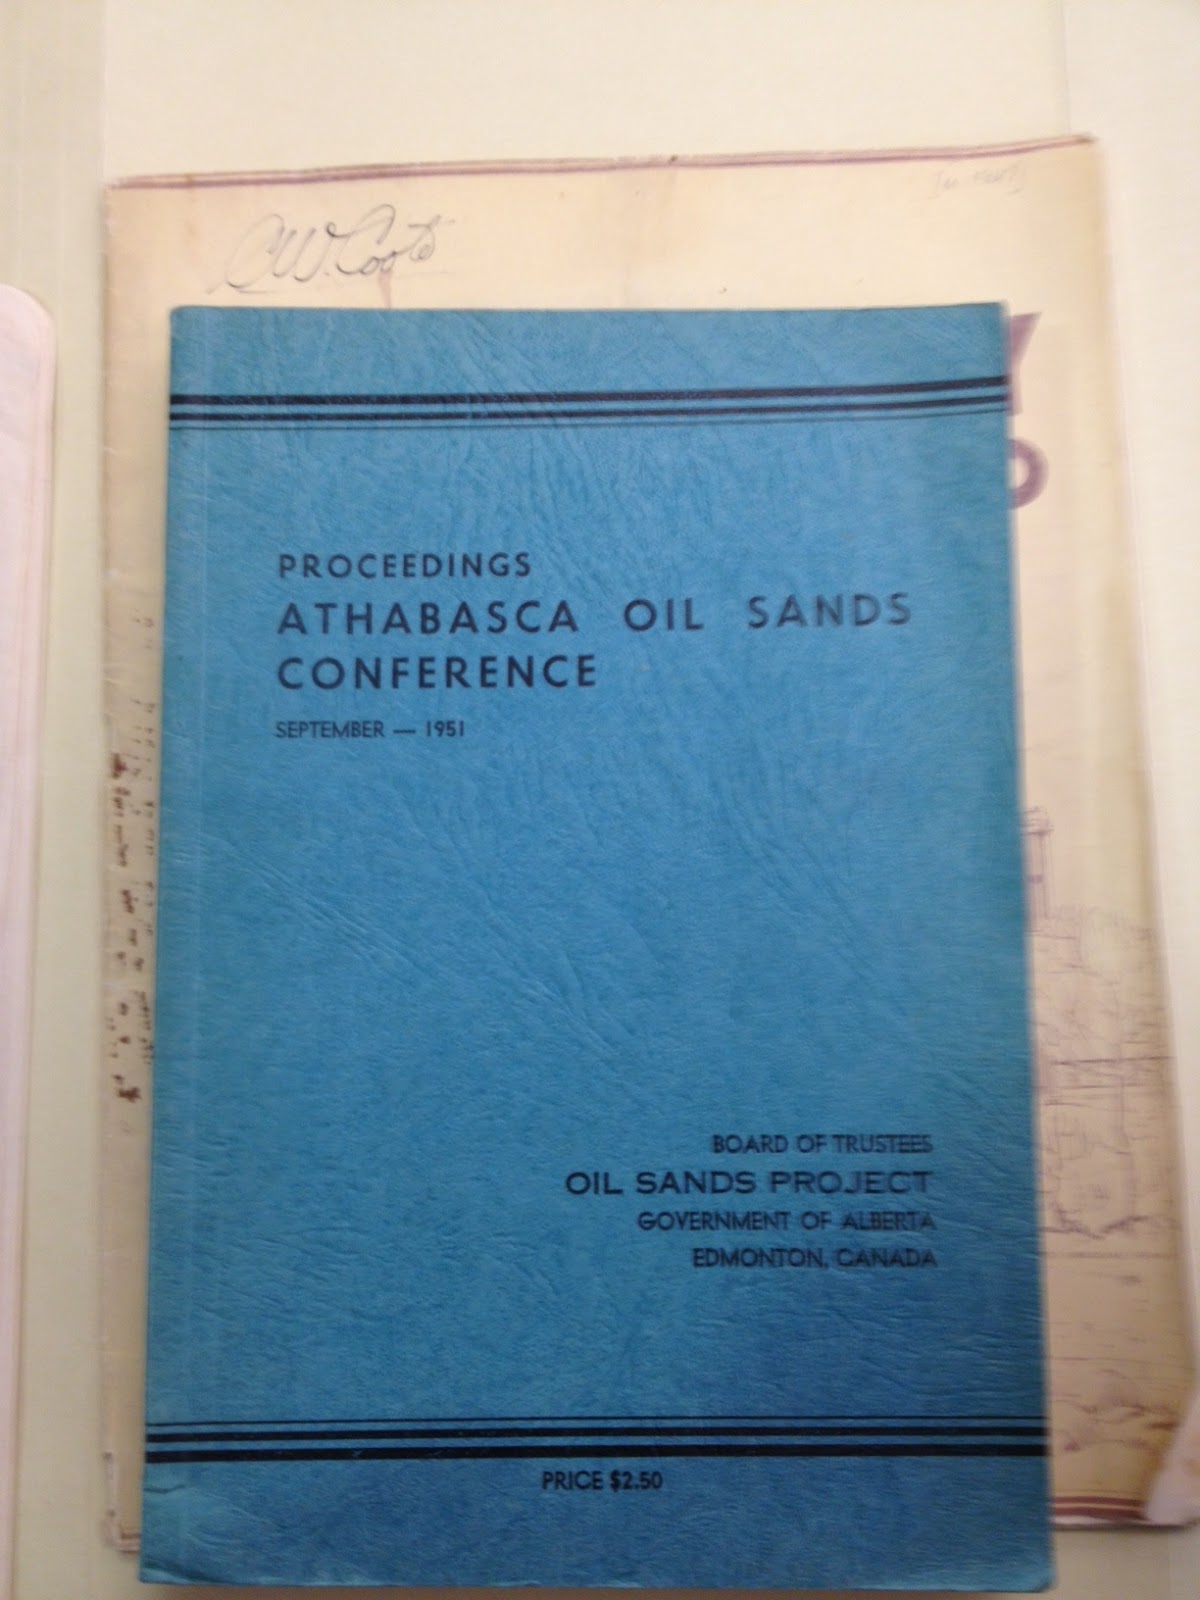 C.W. Coote
PROCEEDINGS
ATHABASCA OIL SANDS
CONFERENCE
SEPTEMBER — 1951
BOARD OF TRUSTEES
OIL SANDS PROJECT
GOVERNMENT OF ALBERTA
EDMONTON, CANADA
PRICE $2.50